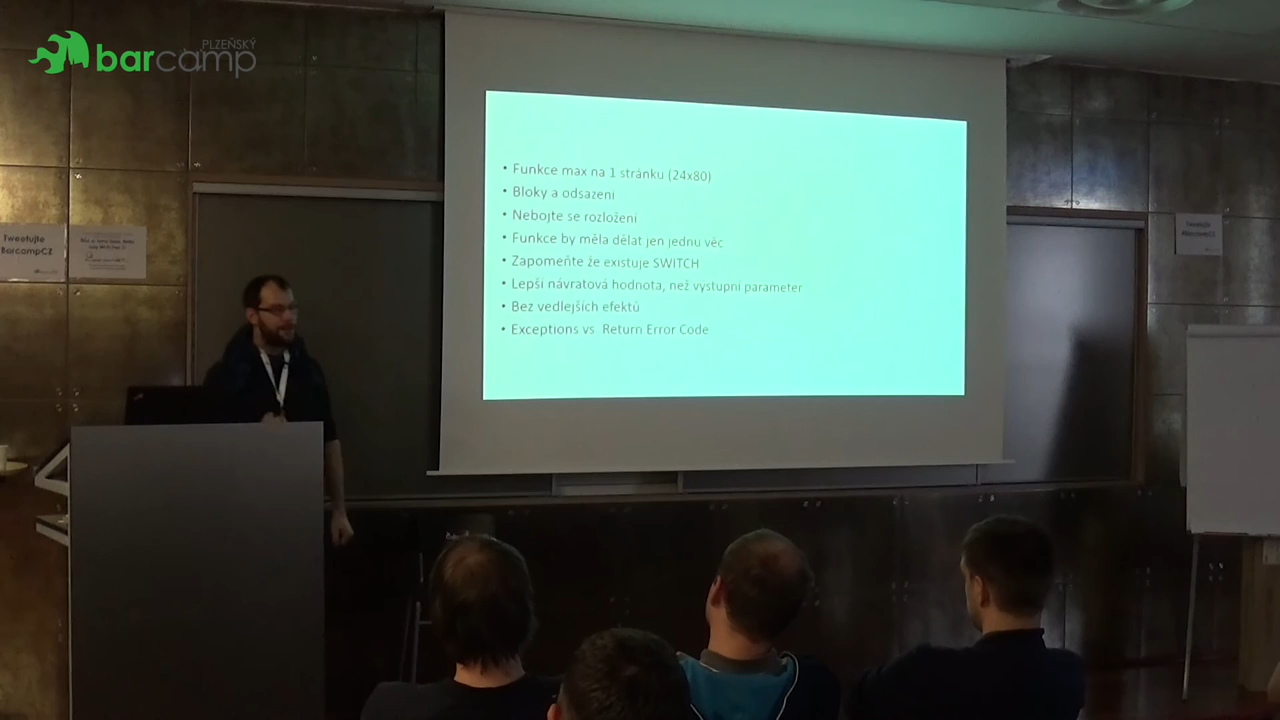 PLZEŇSKÝ
barcamp
• Funkce max na 1 stránku (24x80)
• Bloky a odsazení
• Nebojte se rozložení
• Funkce by měla dělat jen jednu věc
• Zapomeňte že existuje SWITCH
• Lepší návratová hodnota, než výstupní parameter
• Bez vedlejších efektů
• Exceptions vs. Return Error Code
Tweetujte
#BarcampCZ